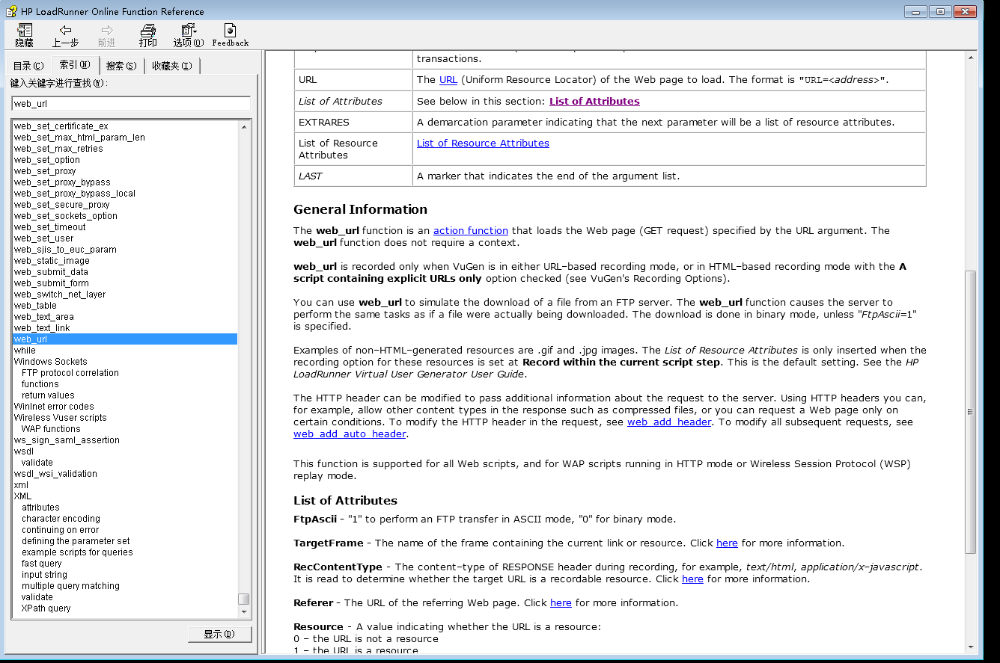 HP LoadRunner Online Function Reference
隐藏 上一步 前进 打印 选项(O) Feedback
目录(C) 索引(N) 搜索(S) 收藏夹(I)
键入关键字进行查找(W):
web_url
web_set_certificate_ex
web_set_max_html_param_len
web_set_max_retries
web_set_option
web_set_proxy
web_set_proxy_bypass
web_set_proxy_bypass_local
web_set_secure_proxy
web_set_sockets_option
web_set_timeout
web_set_user
web_sjis_to_euc_param
web_static_image
web_submit_data
web_submit_form
web_switch_net_layer
web_table
web_text_area
web_text_link
web_url
while
Windows Sockets
FTP protocol correlation
functions
return values
WinInet error codes
Wireless Vuser scripts
WAP functions
ws_sign_saml_assertion
wsdl
validate
wsdl_wsi_validation
xml
XML
attributes
character encoding
continuing on error
defining the parameter set
example scripts for queries
fast query
input string
multiple query matching
validate
XPath query
显示(D)
transactions.
URL The URL (Uniform Resource Locator) of the Web page to load. The format is "URL=<address>".
List of Attributes See below in this section: List of Attributes
EXTRARES A demarcation parameter indicating that the next parameter will be a list of resource attributes.
List of Resource List of Resource Attributes
Attributes
LAST A marker that indicates the end of the argument list.
General Information
The web_url function is an action function that loads the Web page (GET request) specified by the URL argument. The
web_url function does not require a context.
web_url is recorded only when VuGen is in either URL-based recording mode, or in HTML-based recording mode with the A
script containing explicit URLs only option checked (see VuGen's Recording Options).
You can use web_url to simulate the download of a file from an FTP server. The web_url function causes the server to
perform the same tasks as if a file were actually being downloaded. The download is done in binary mode, unless "FtpAscii=1"
is specified.
Examples of non-HTML-generated resources are .gif and .jpg images. The List of Resource Attributes is only inserted when the
recording option for these resources is set at Record within the current script step. This is the default setting. See the HP
LoadRunner Virtual User Generator User Guide.
The HTTP header can be modified to pass additional information about the request to the server. Using HTTP headers you can,
for example, allow other content types in the response such as compressed files, or you can request a Web page only on
certain conditions. To modify the HTTP header in the request, see web_add_header. To modify all subsequent requests, see
web_add_auto_header.
This function is supported for all Web scripts, and for WAP scripts running in HTTP mode or Wireless Session Protocol (WSP)
replay mode.
List of Attributes
FtpAscii - "1" to perform an FTP transfer in ASCII mode, "0" for binary mode.
TargetFrame - The name of the frame containing the current link or resource. Click here for more information.
RecContentType - The content-type of RESPONSE header during recording, for example, text/html, application/x-javascript.
It is read to determine whether the target URL is a recordable resource. Click here for more information.
Referer - The URL of the referring Web page. Click here for more information.
Resource - A value indicating whether the URL is a resource:
0 - the URL is not a resource
1 - the URL is a resource